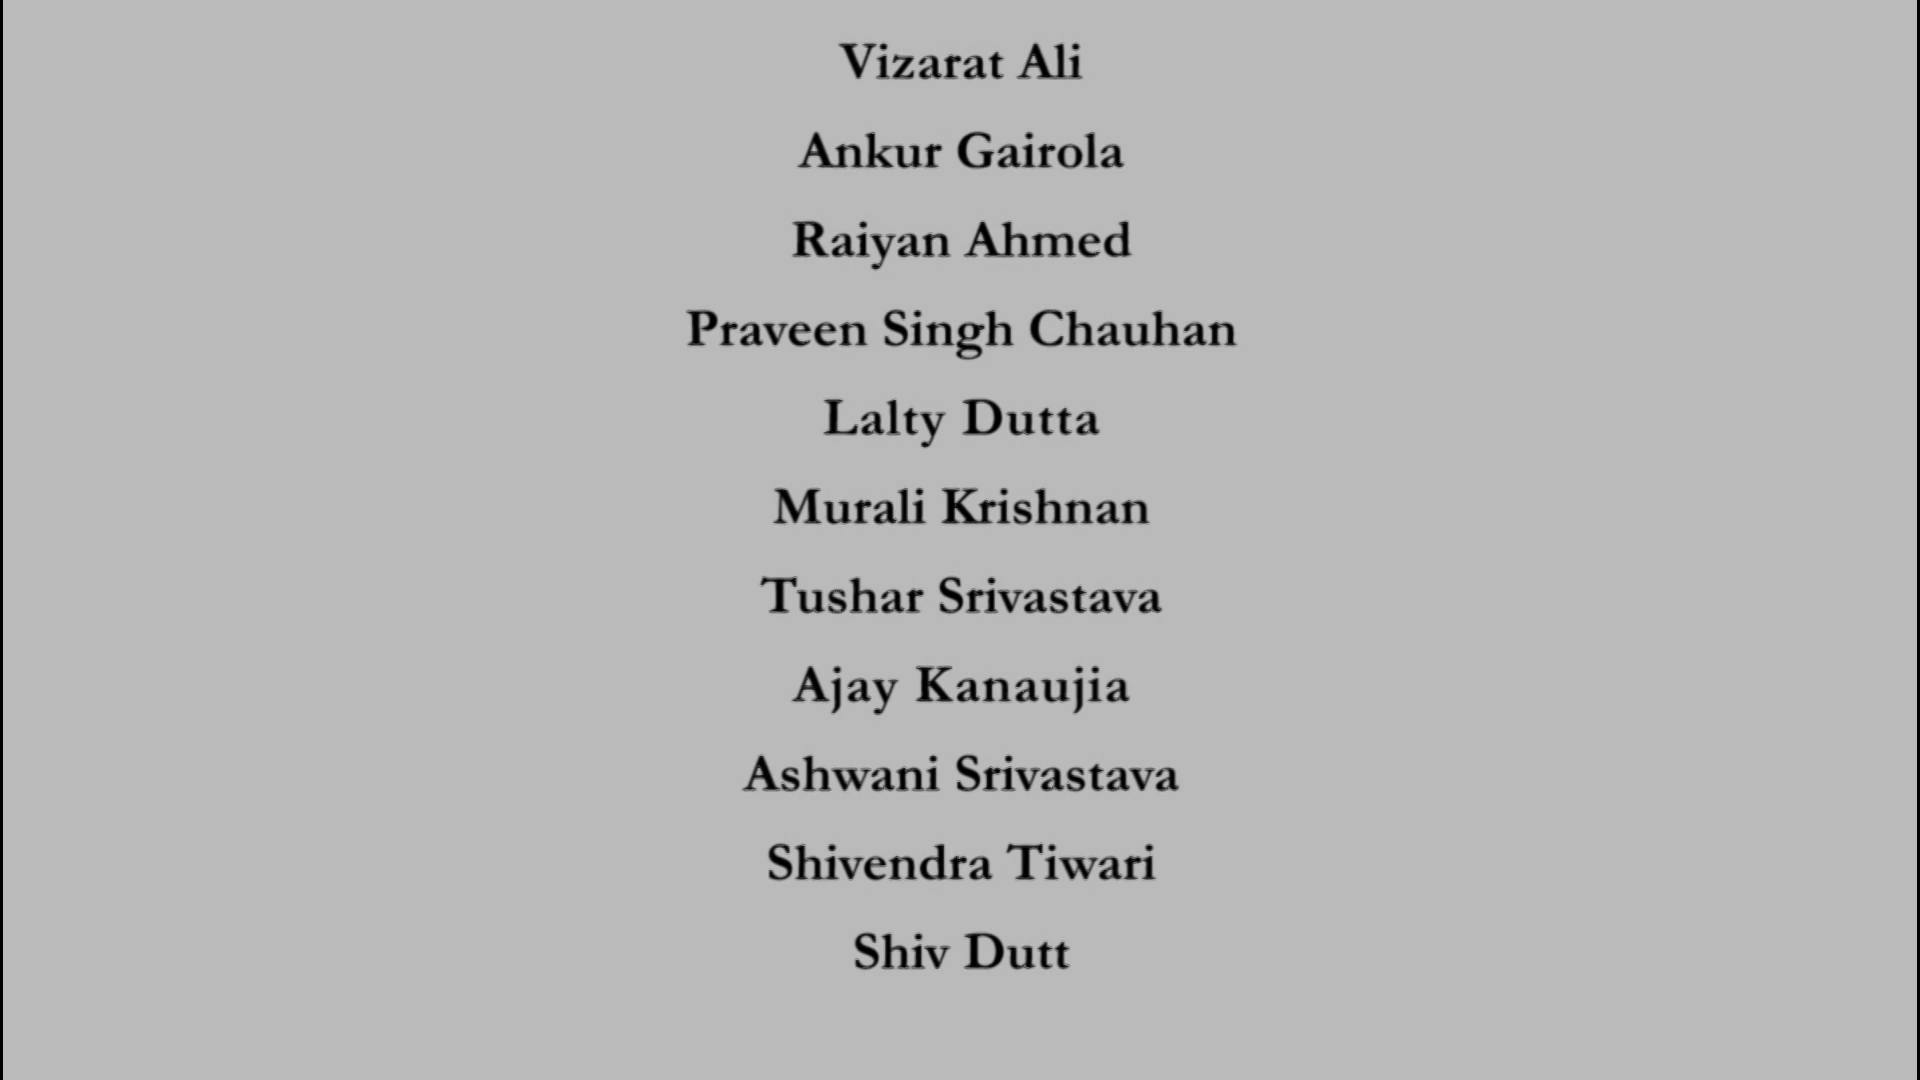 Vizarat Ali
Ankur Gairola
Raiyan Ahmed
Praveen Singh Chauhan
Lalty Dutta
Murali Krishnan
Tushar Srivastava
Ajay Kanaujia
Ashwani Srivastava
Shivendra Tiwari
Shiv Dutt